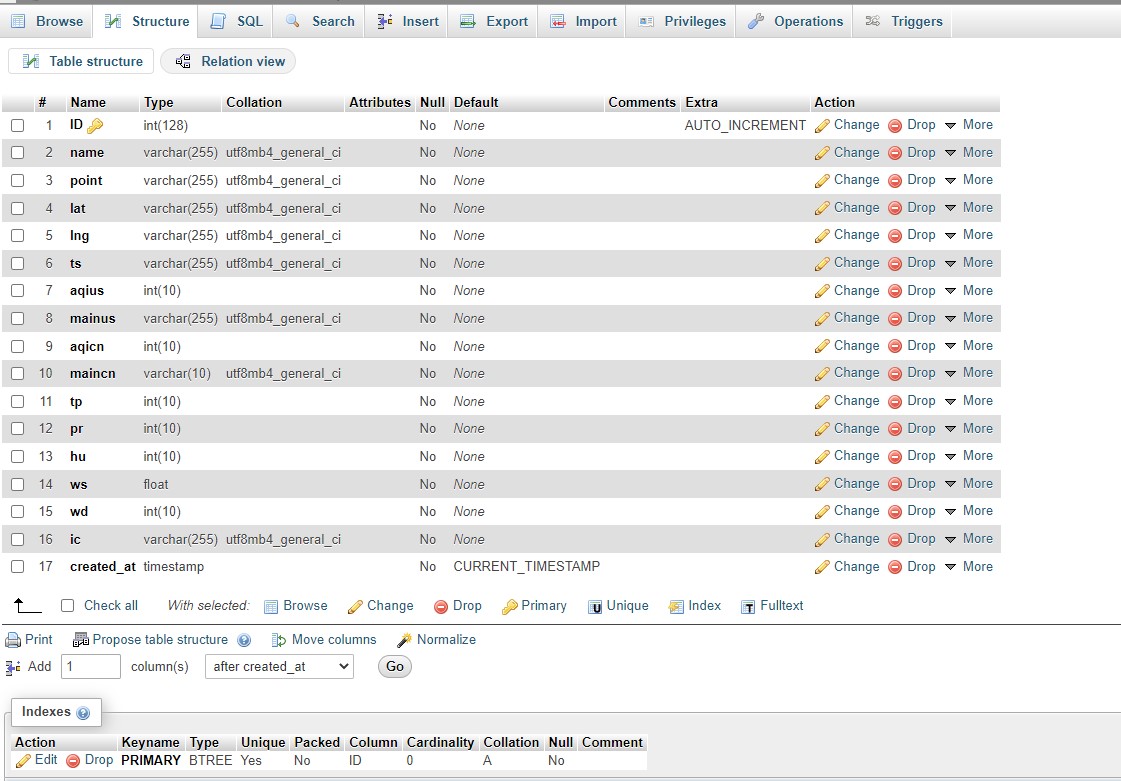 Browse Structure SQL Search Insert Export Import Privileges Operations Triggers
Table structure Relation view
# Name Type Collation Attributes Null Default Comments Extra Action
1 ID int(128) No None AUTO_INCREMENT Change Drop More
2 name varchar(255) utf8mb4_general_ci No None Change Drop More
3 point varchar(255) utf8mb4_general_ci No None Change Drop More
4 lat varchar(255) utf8mb4_general_ci No None Change Drop More
5 lng varchar(255) utf8mb4_general_ci No None Change Drop More
6 ts varchar(255) utf8mb4_general_ci No None Change Drop More
7 aqius int(10) No None Change Drop More
8 mainus varchar(255) utf8mb4_general_ci No None Change Drop More
9 aqicn int(10) No None Change Drop More
10 maincn varchar(10) utf8mb4_general_ci No None Change Drop More
11 tp int(10) No None Change Drop More
12 pr int(10) No None Change Drop More
13 hu int(10) No None Change Drop More
14 ws float No None Change Drop More
15 wd int(10) No None Change Drop More
16 ic varchar(255) utf8mb4_general_ci No None Change Drop More
17 created_at timestamp No CURRENT_TIMESTAMP Change Drop More
Check all With selected: Browse Change Drop Primary Unique Index Fulltext
Print Propose table structure Move columns Normalize
Add 1 column(s) after created_at Go
Indexes
Action Keyname Type Unique Packed Column Cardinality Collation Null Comment
Edit Drop PRIMARY BTREE Yes No ID 0 A No